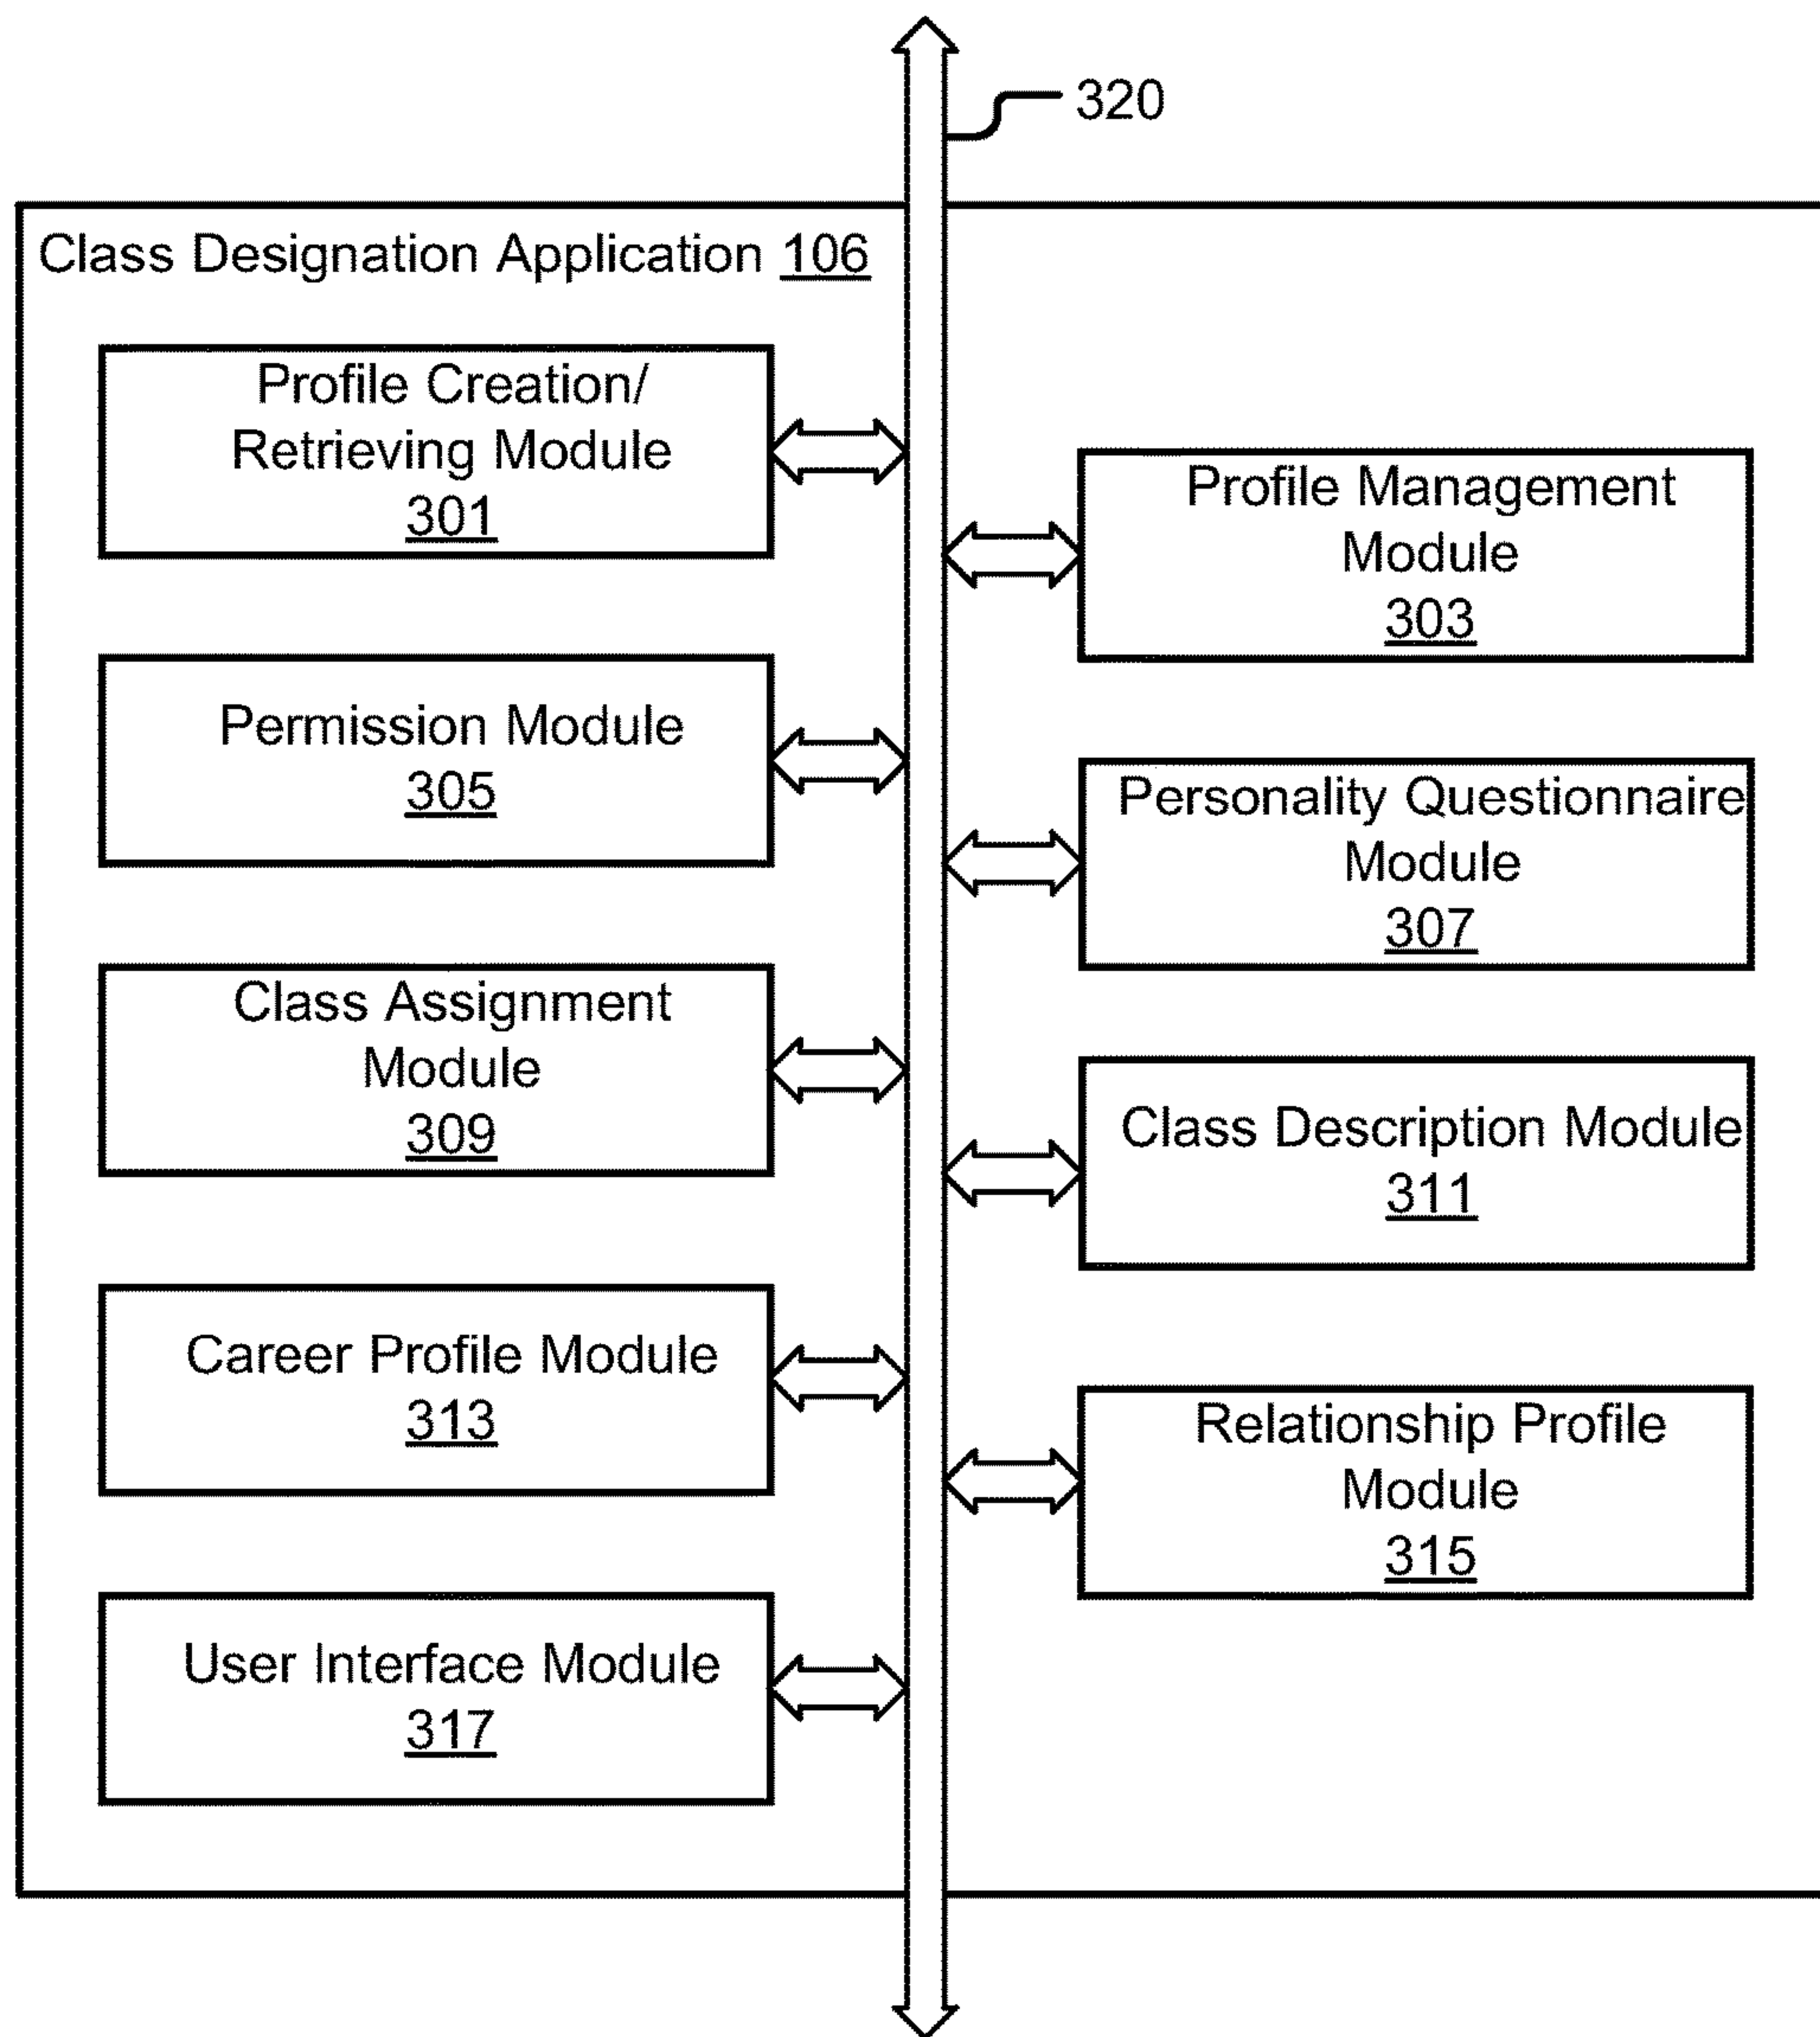 320
Class Designation Application 106
Profile Creation/
Retrieving Module
301
Profile Management
Module
303
Permission Module
305
Personality Questionnaire
Module
307
Class Assignment
Module
309
Class Description Module
311
Career Profile Module
313
Relationship Profile
Module
315
User Interface Module
317